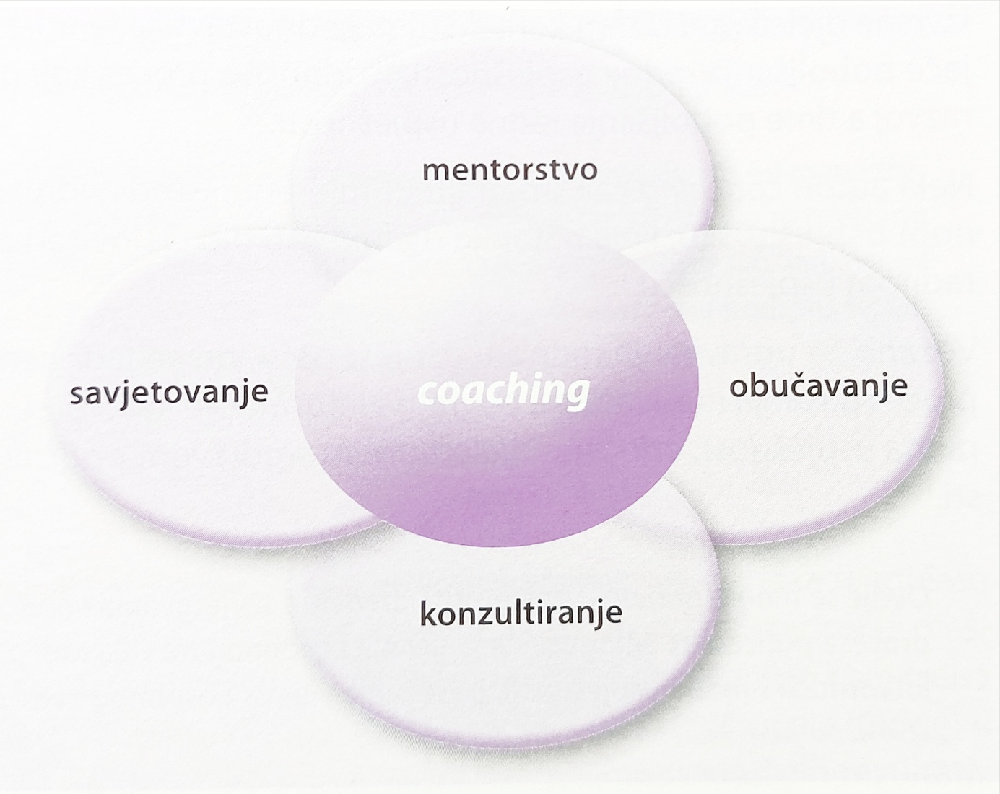 mentorstvo
savjetovanje
coaching
obučavanje
konzultiranje